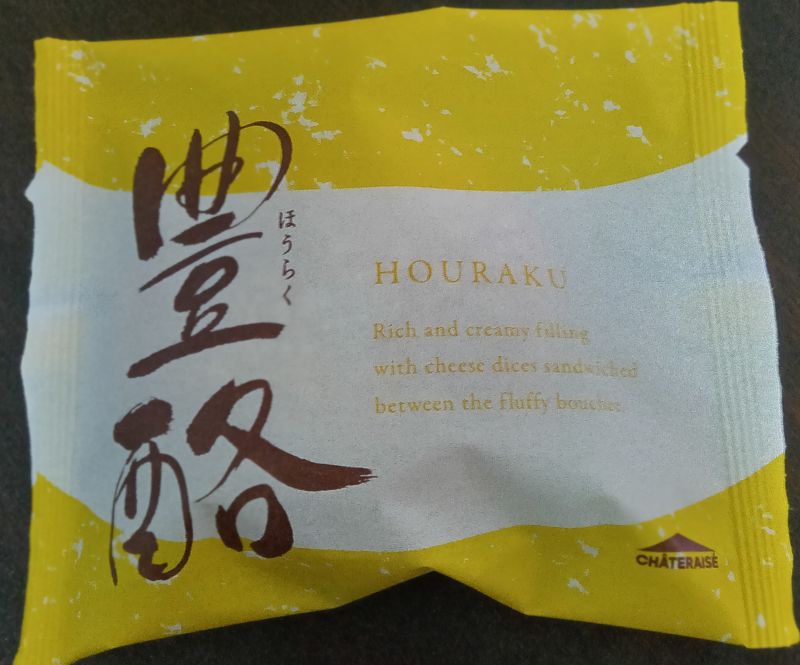 豊酪
ほうらく
HOURAKU
Rich and creamy filling
with cheese dices sandwiched
between the fluffy bouchee.
CHÂTERAISÉ